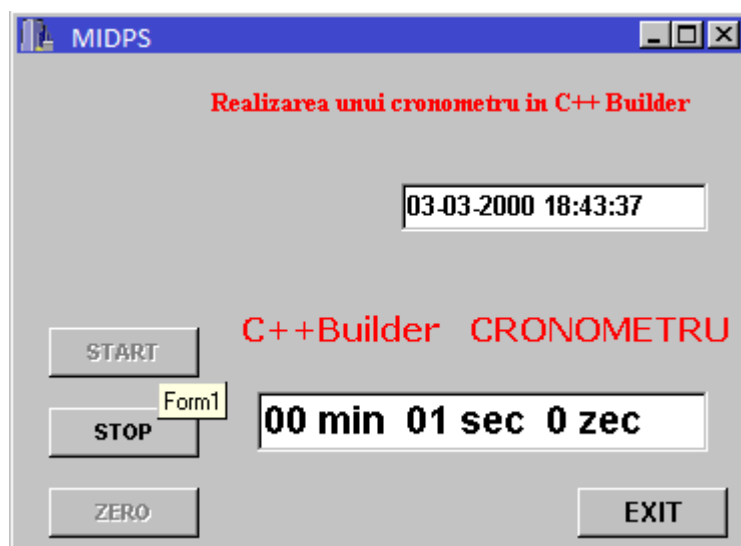 MIDPS
Realizarea unui cronometru in C++ Builder
03-03-2000 18:43:37
C++Builder CRONOMETRU
START
Form1
00 min 01 sec 0 zec
STOP
ZERO
EXIT